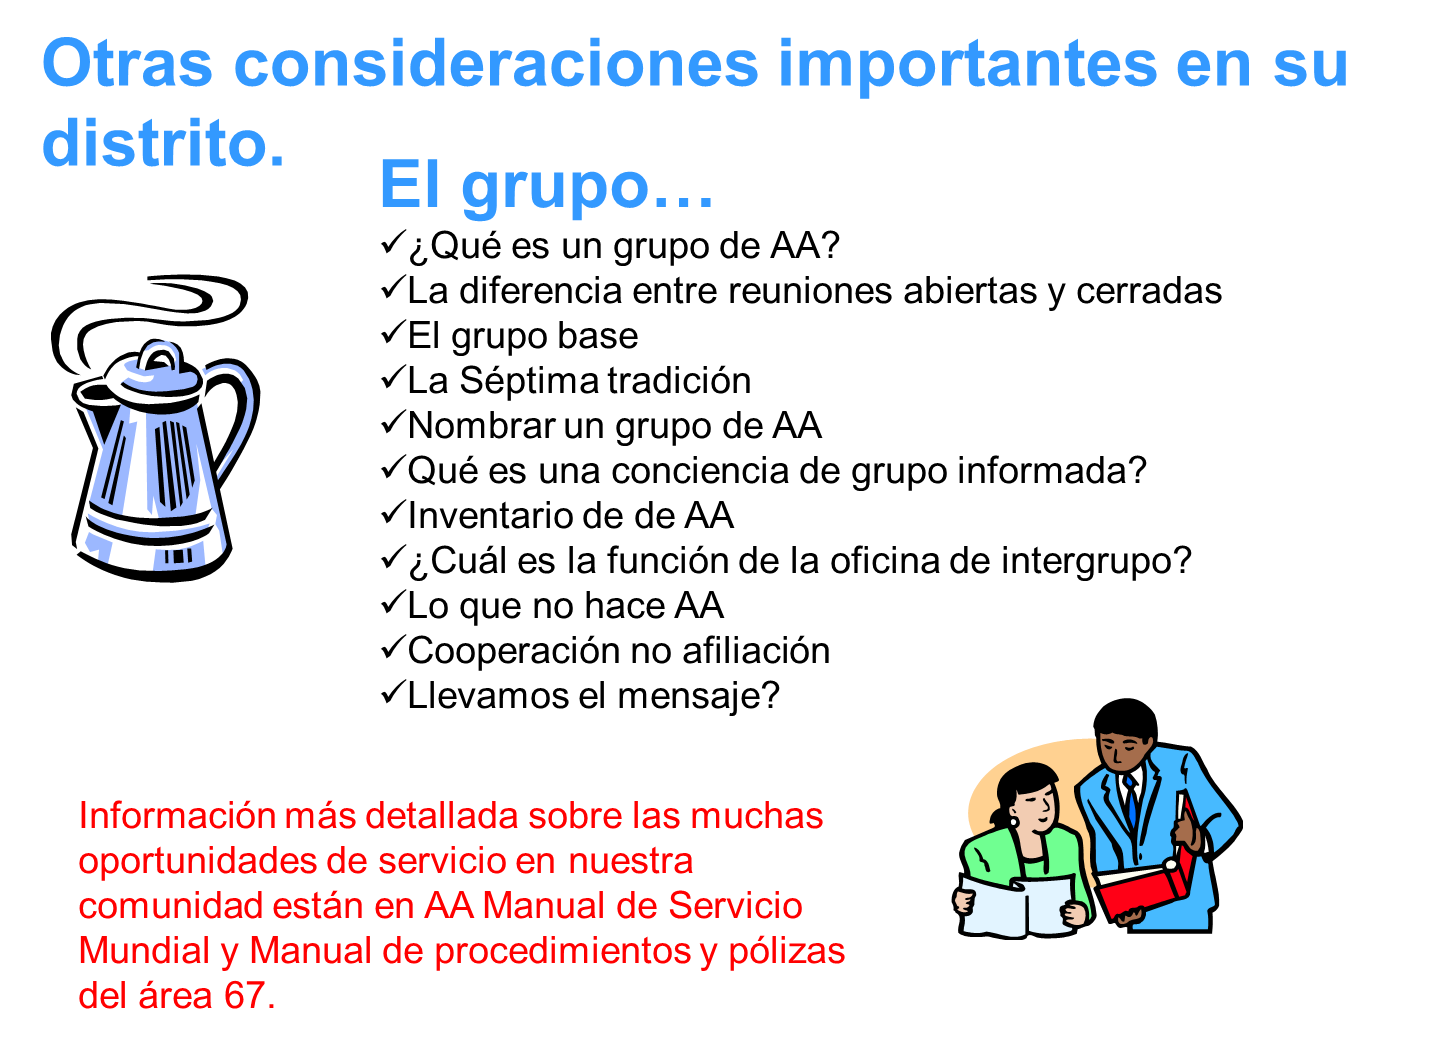 Otras consideraciones importantes en su
distrito.
El grupo…
✓¿Qué es un grupo de AA?
✓La diferencia entre reuniones abiertas y cerradas
✓El grupo base
✓La Séptima tradición
✓Nombrar un grupo de AA
✓Qué es una conciencia de grupo informada?
✓Inventario de de AA
✓¿Cuál es la función de la oficina de intergrupo?
✓Lo que no hace AA
✓Cooperación no afiliación
✓Llevamos el mensaje?
Información más detallada sobre las muchas
oportunidades de servicio en nuestra
comunidad están en AA Manual de Servicio
Mundial y Manual de procedimientos y pólizas
del área 67.